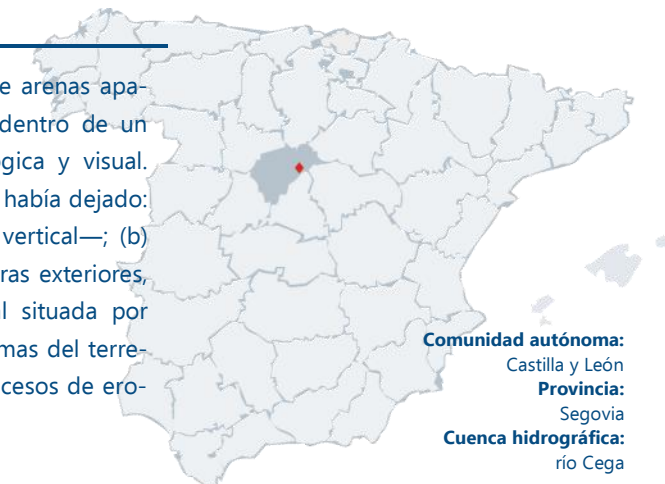 e arenas apa-
dentro de un
gica y visual.
había dejado:
vertical—; (b)
ras exteriores,
l situada por
mas del terre-
cesos de ero-
Comunidad autónoma:
Castilla y León
Provincia:
Segovia
Cuenca hidrográfica:
río Cega